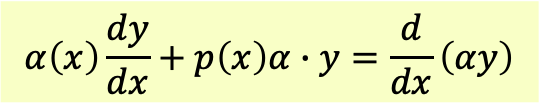 α(x) dy/dx + p(x)α · y = d/dx (αy)